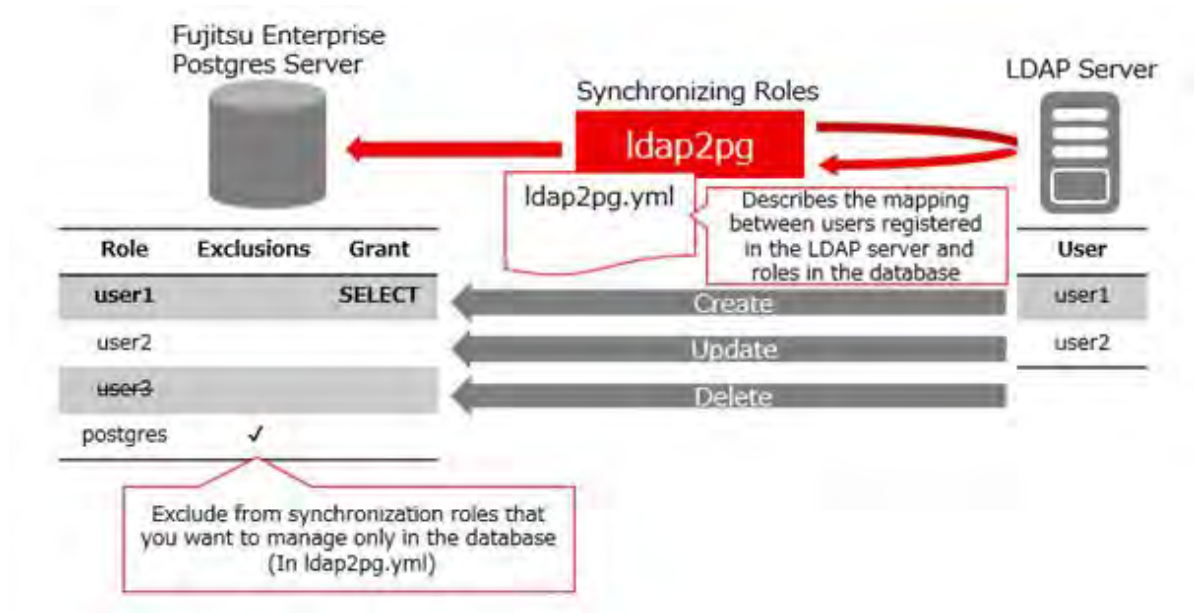 Fujitsu Enterprise
Postgres Server
LDAP Server
Synchronizing Roles
ldap2pg
ldap2pg.yml
Describes the mapping
between users registered
in the LDAP server and
roles in the database
Role Exclusions Grant
user1 SELECT
user2
user3
postgres ✓
Create
Update
Delete
User
user1
user2
Exclude from synchronization roles that
you want to manage only in the database
(In ldap2pg.yml)